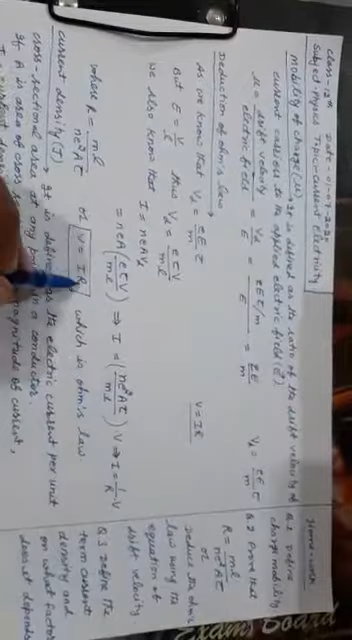 Class-12th Date-01-07-2025
Subject-Physics Topic-current electricity
Mobility of charge (μ) → It is defined as the ratio of the drift velocity of
current carriers to the applied electric field (E)
μ = drift velocity / electric field = Vd / E = eEτ/m / E = eτ / m
Vd = eE/m τ
Deduction of ohm's law →
As we know that Vd = eEτ / m
V = IR
But E = V/l thus Vd = eτV / ml
We also know that I = neAVd
= neA (eτV / ml) ⇒ I = (ne²Aτ / ml) V ⇒ I = 1/R V
where R = ml / ne²Aτ or V = IR which is ohm's law.
current density (J) → It is defined as the electric current per unit
cross-sectional area at any point in a conductor.
If A is area of cross
magnitude of current,
Home-work
Q.1 Define
charge mobility
Q.2 Prove that
R = ml / ne²Aτ
or
Deduce the ohm's
law using the
equation of
drift velocity
Q.3 Define the
term current
density and
on what factors
does it depends
Exam Board